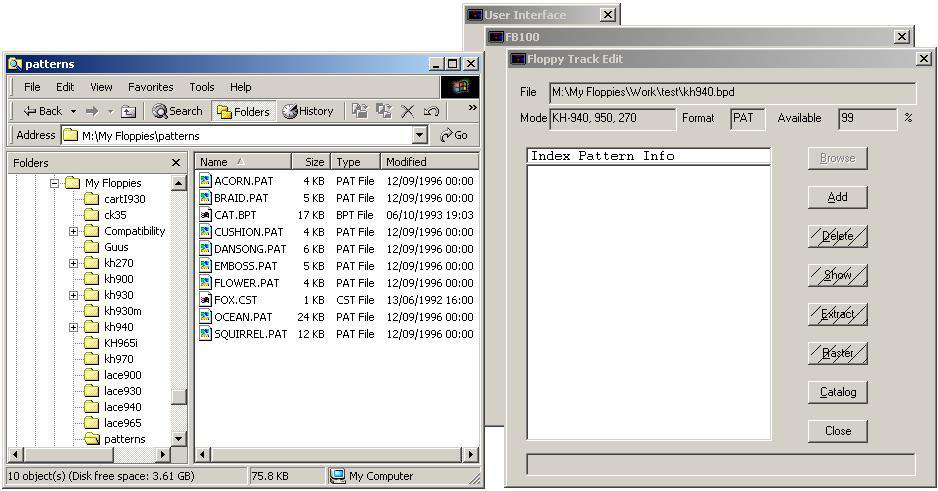 User Interface
FB100
Floppy Track Edit
File M:\My Floppies\Work\test\kh940.bpd
Mode KH-940, 950, 270 Format PAT Available 99 %
Index Pattern Info
Browse
Add
Delete
Show
Extract
Raster
Catalog
Close
patterns
File Edit View Favorites Tools Help
Back Search Folders History »
Address M:\My Floppies\patterns Go
Folders
My Floppies
cartI930
ck35
Compatibility
Guus
kh270
kh900
kh930
kh930m
kh940
KH965i
kh970
lace900
lace930
lace940
lace965
patterns
Name Size Type Modified
ACORN.PAT 4 KB PAT File 12/09/1996 00:00
BRAID.PAT 5 KB PAT File 12/09/1996 00:00
CAT.BPT 17 KB BPT File 06/10/1993 19:03
CUSHION.PAT 4 KB PAT File 12/09/1996 00:00
DANSONG.PAT 6 KB PAT File 12/09/1996 00:00
EMBOSS.PAT 5 KB PAT File 12/09/1996 00:00
FLOWER.PAT 4 KB PAT File 12/09/1996 00:00
FOX.CST 1 KB CST File 13/06/1992 16:00
OCEAN.PAT 24 KB PAT File 12/09/1996 00:00
SQUIRREL.PAT 12 KB PAT File 12/09/1996 00:00
10 object(s) (Disk free space: 3.61 GB) 75.8 KB My Computer